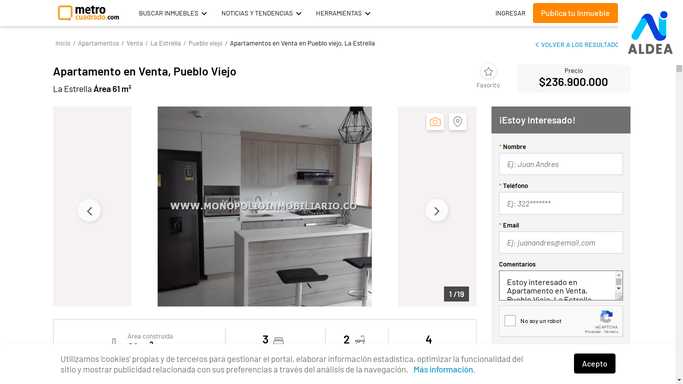 metro
cuadrado.com
BUSCAR INMUEBLES
NOTICIAS Y TENDENCIAS
HERRAMIENTAS
INGRESAR
Publica tu Inmueble
ALDEA
Inicio / Apartamentos / Venta / La Estrella / Pueblo viejo / Apartamentos en Venta en Pueblo viejo, La Estrella
< VOLVER A LOS RESULTADO
Apartamento en Venta, Pueblo Viejo
La Estrella Área 61 m²
Favorito
Precio
$236.900.000
WWW.MONOPOLIOINMOBILIARIO.CO
1 /19
¡Estoy Interesado!
* Nombre
Ej: Juan Andres
* Teléfono
Ej: 322*******
* Email
Ej: juanandres@email.com
Comentarios
Estoy interesado en
Apartamento en Venta,
Pueblo Viejo, La Estrella
No soy un robot
reCAPTCHA
Privacidad - Términos
Área construida
3
2
4
Utilizamos 'cookies' propias y de terceros para gestionar el portal, elaborar información estadística, optimizar la funcionalidad del
sitio y mostrar publicidad relacionada con sus preferencias a través del análisis de la navegación. Más información.
Acepto